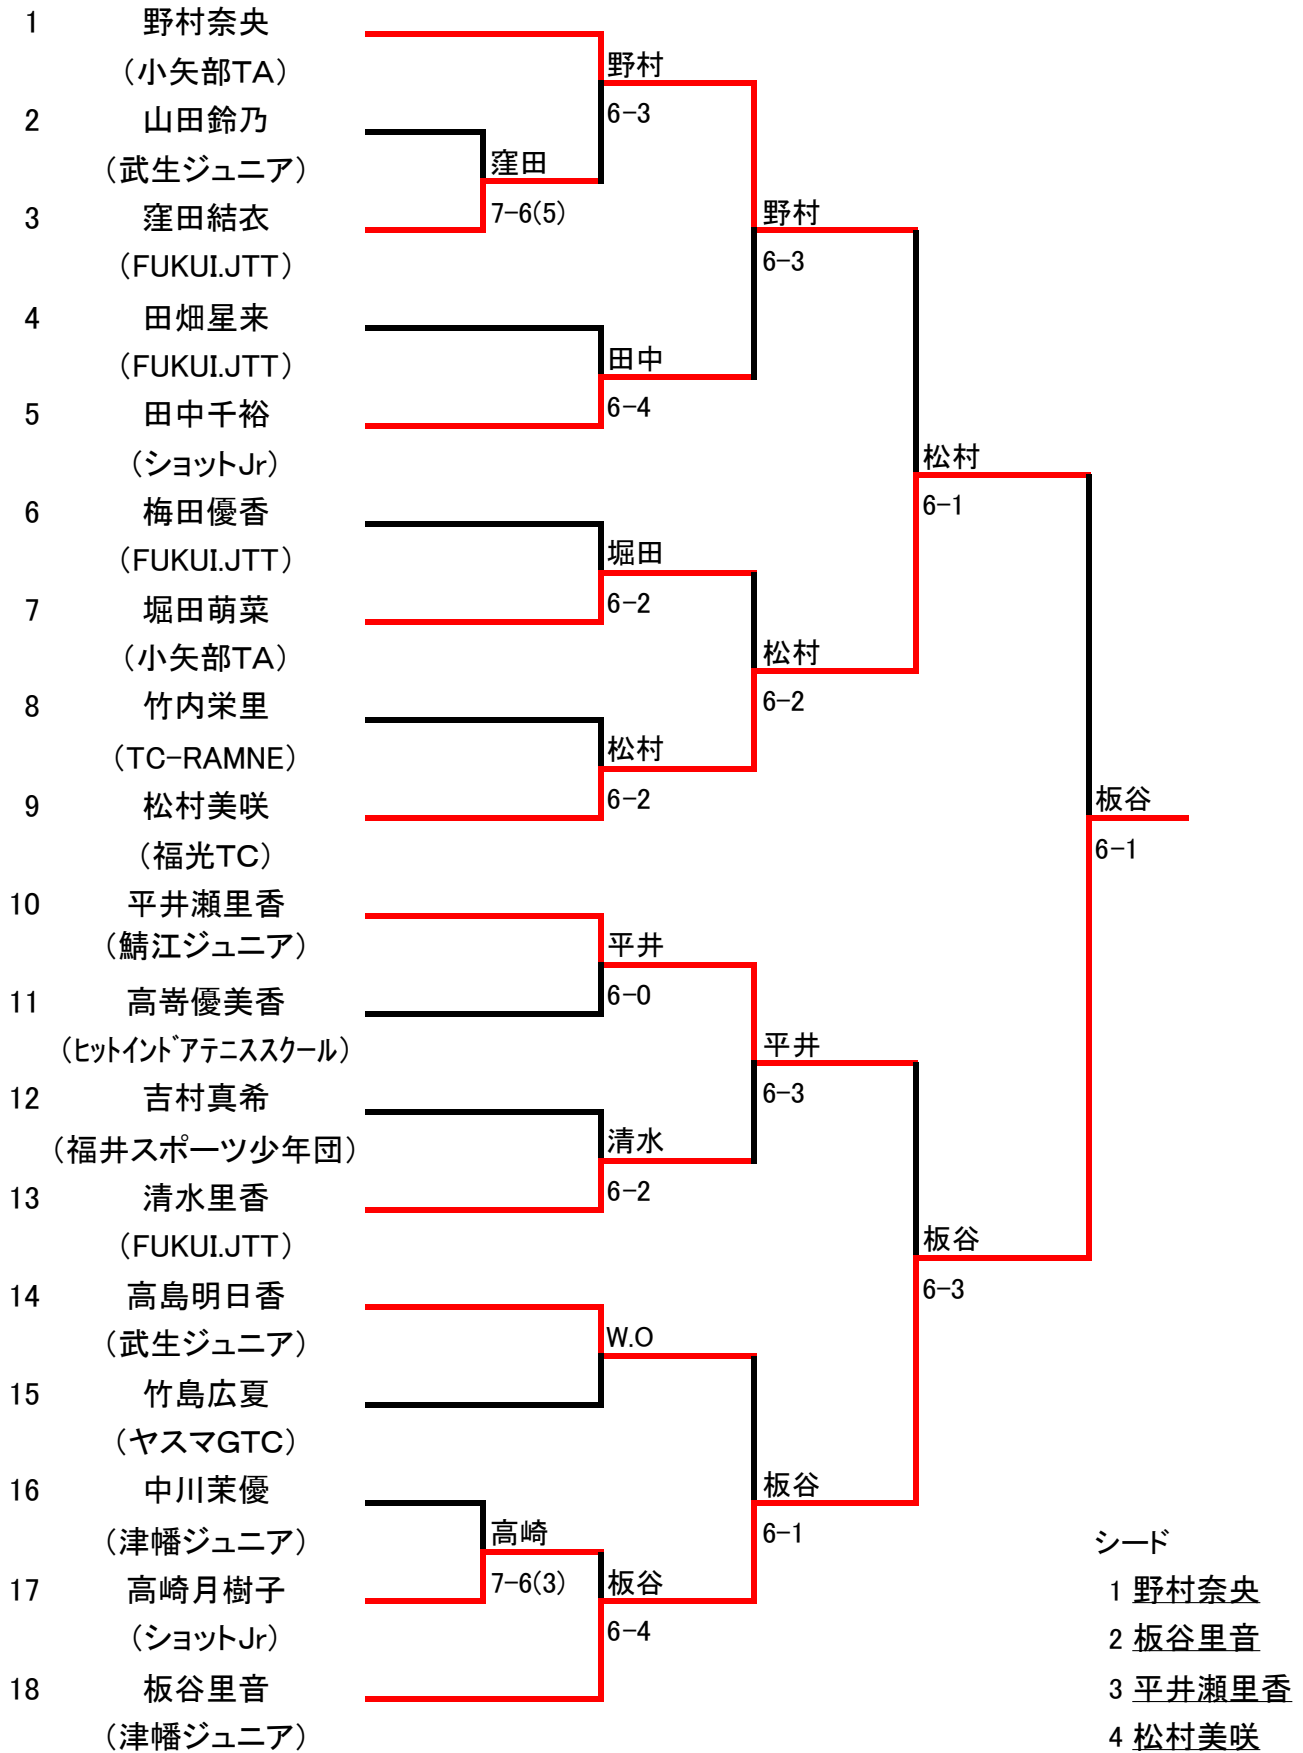 1 野村奈央
(小矢部TA)
野村
6-3
2 山田鈴乃
(武生ジュニア)
窪田
7-6(5)
3 窪田結衣
(FUKUI.JTT)
野村
6-3
4 田畑星来
(FUKUI.JTT)
田中
6-4
5 田中千裕
(ショットJr)
松村
6-1
6 梅田優香
(FUKUI.JTT)
堀田
6-2
7 堀田萌菜
(小矢部TA)
松村
6-2
8 竹内栄里
(TC-RAMNE)
松村
6-2
9 松村美咲
(福光TC)
板谷
6-1
10 平井瀬里香
(鯖江ジュニア)
平井
6-0
11 高嵜優美香
(ヒットインドアテニススクール)
平井
6-3
12 吉村真希
(福井スポーツ少年団)
清水
6-2
13 清水里香
(FUKUI.JTT)
板谷
6-3
14 高島明日香
(武生ジュニア)
W.O
15 竹島広夏
(ヤスマGTC)
板谷
6-1
16 中川茉優
(津幡ジュニア)
高崎
7-6(3)
17 高崎月樹子
(ショットJr)
板谷
6-4
18 板谷里音
(津幡ジュニア)
シード
1 野村奈央
2 板谷里音
3 平井瀬里香
4 松村美咲